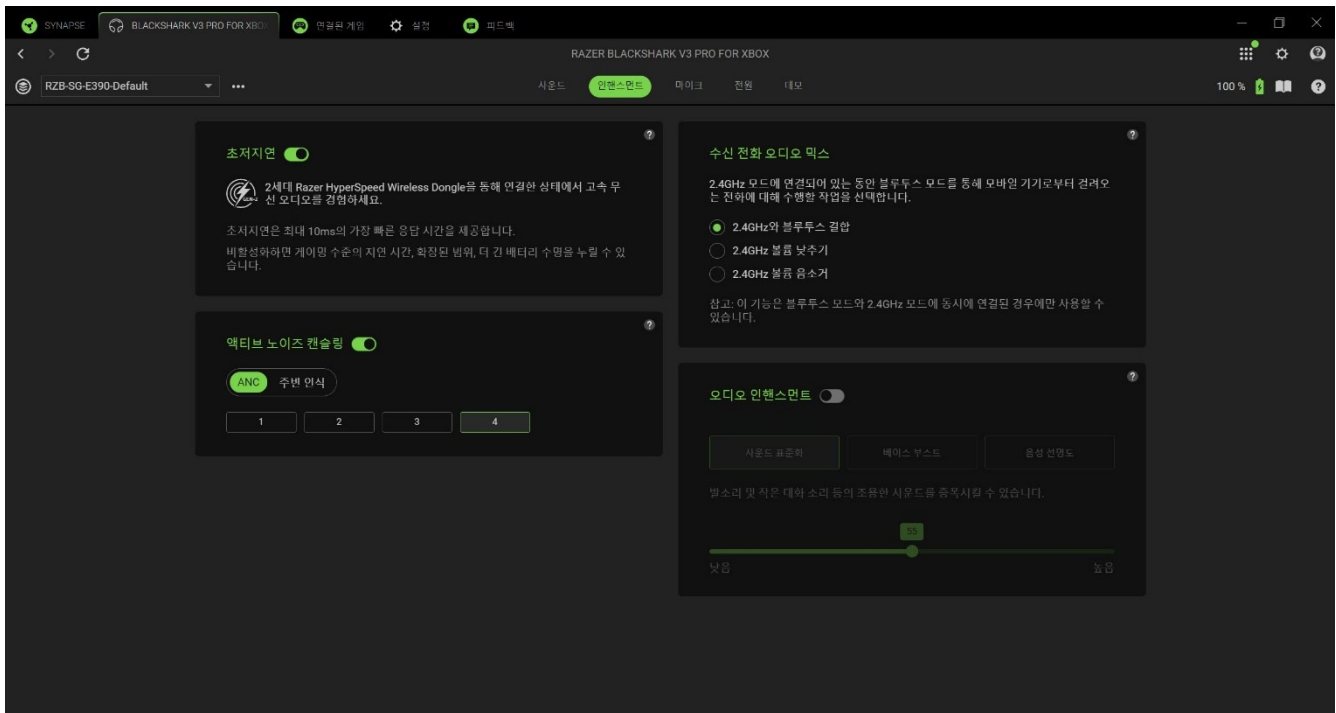 SYNAPSE
BLACKSHARK V3 PRO FOR XBOX
연결된 게임
설정
피드백
RAZER BLACKSHARK V3 PRO FOR XBOX
RZB-SG-E390-Default
사운드
인핸스먼트
마이크
전원
데모
100 %
초저지연
2세대 Razer HyperSpeed Wireless Dongle을 통해 연결한 상태에서 고속 무
선 오디오를 경험하세요.
초저지연은 최대 10ms의 가장 빠른 응답 시간을 제공합니다.
비활성화하면 게이밍 수준의 지연 시간, 확장된 범위, 더 긴 배터리 수명을 누릴 수 있
습니다.
액티브 노이즈 캔슬링
ANC
주변 인식
1
2
3
4
수신 전화 오디오 믹스
2.4GHz 모드에 연결되어 있는 동안 블루투스 모드를 통해 모바일 기기로부터 걸려오
는 전화에 대해 수행할 작업을 선택합니다.
2.4GHz와 블루투스 결합
2.4GHz 볼륨 낮추기
2.4GHz 볼륨 음소거
참고: 이 기능은 블루투스 모드와 2.4GHz 모드에 동시에 연결된 경우에만 사용할 수
있습니다.
오디오 인핸스먼트
사운드 표준화
베이스 부스트
음성 선명도
발소리 및 작은 대화 소리 등의 조용한 사운드를 증폭시킬 수 있습니다.
낮음
높음